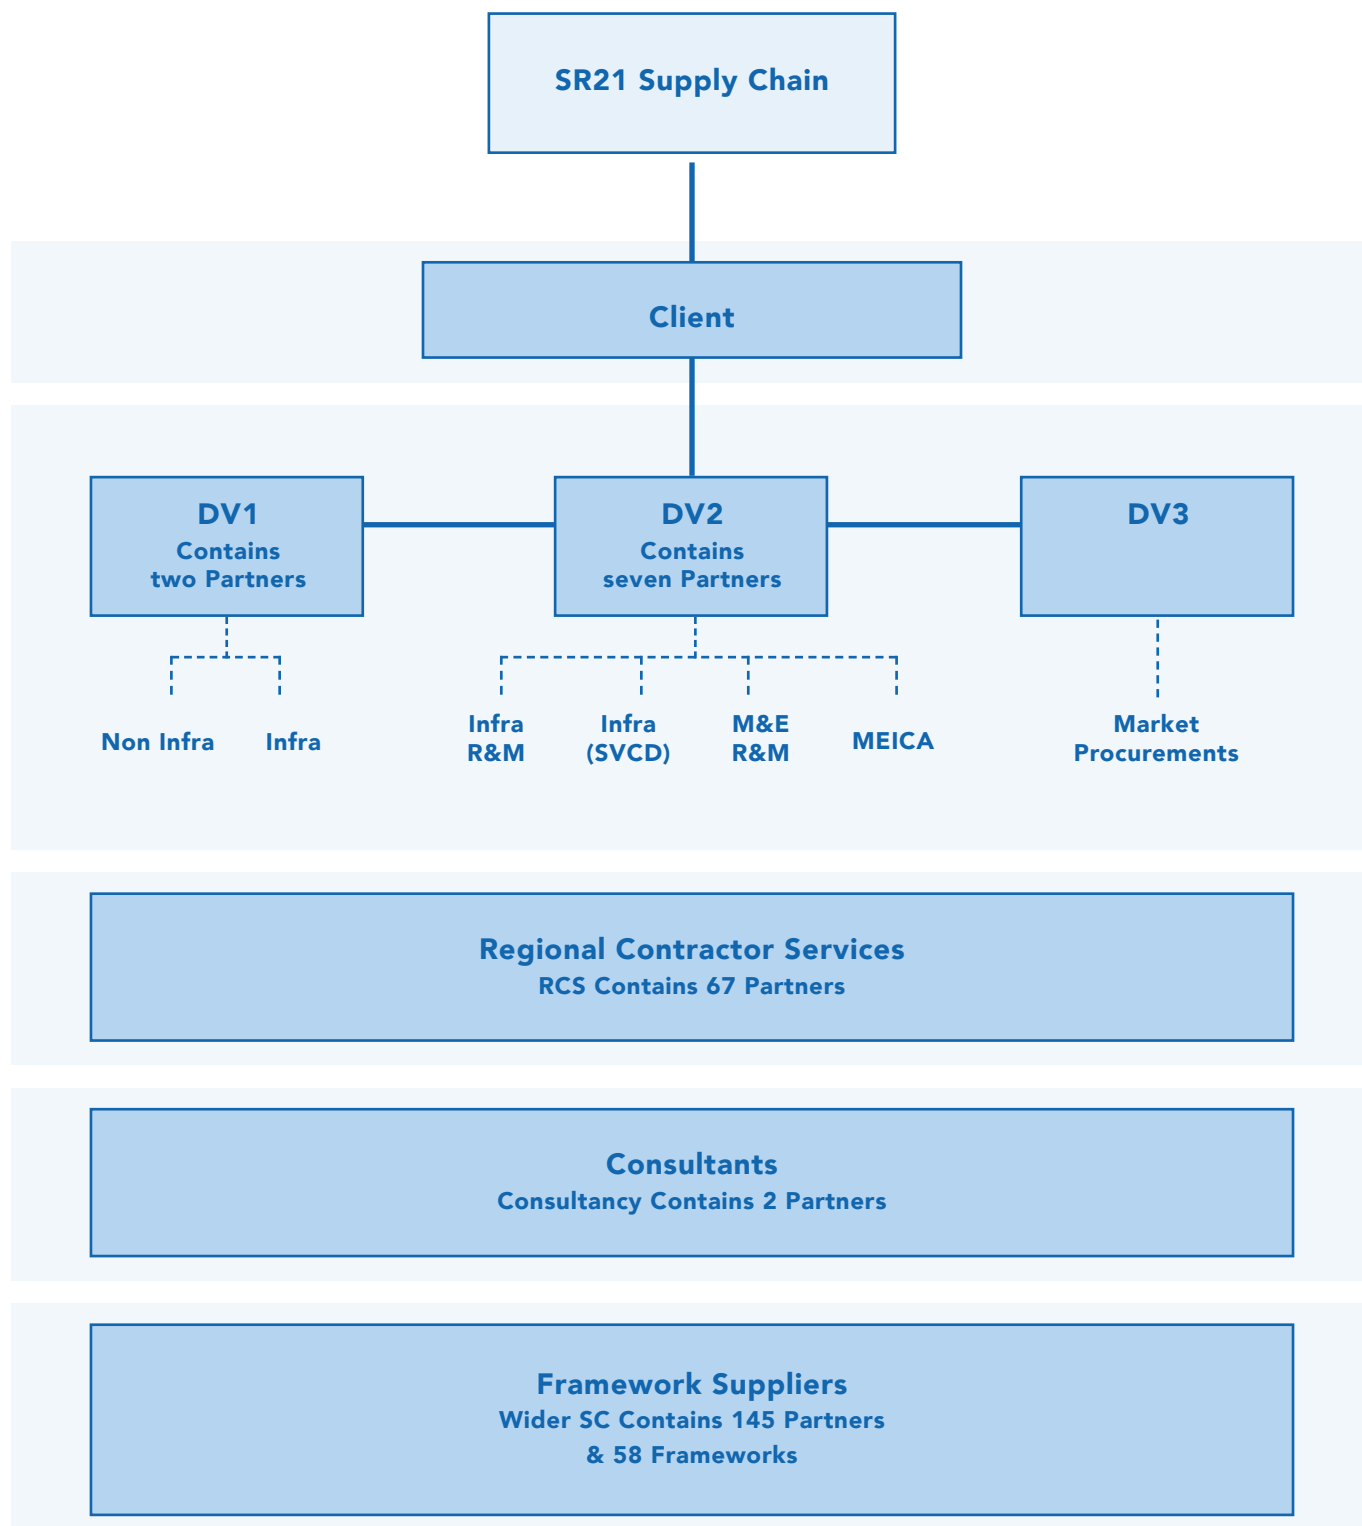 SR21 Supply Chain
Client
DV1
Contains
two Partners
DV2
Contains
seven Partners
DV3
Non Infra
Infra
Infra
R&M
Infra
(SVCD)
M&E
R&M
MEICA
Market
Procurements
Regional Contractor Services
RCS Contains 67 Partners
Consultants
Consultancy Contains 2 Partners
Framework Suppliers
Wider SC Contains 145 Partners
& 58 Frameworks